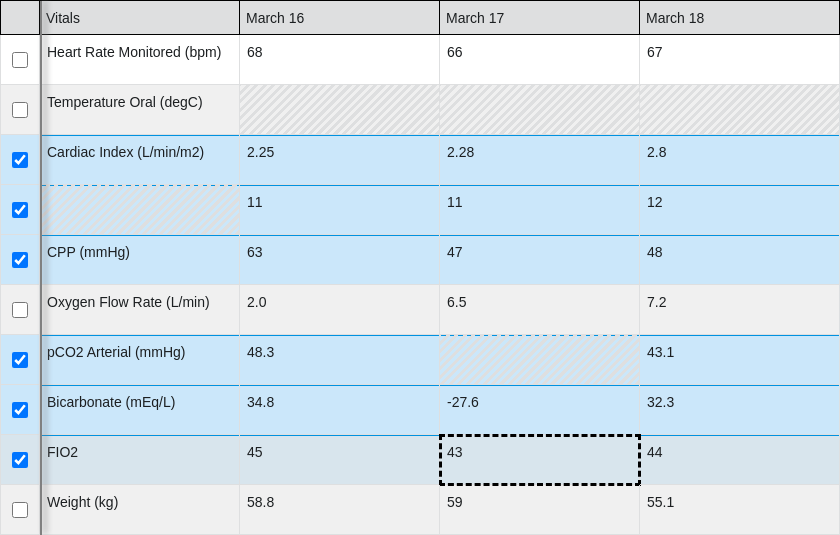 Vitals March 16 March 17 March 18
Heart Rate Monitored (bpm) 68 66 67
Temperature Oral (degC)
Cardiac Index (L/min/m2) 2.25 2.28 2.8
11 11 12
CPP (mmHg) 63 47 48
Oxygen Flow Rate (L/min) 2.0 6.5 7.2
pCO2 Arterial (mmHg) 48.3 43.1
Bicarbonate (mEq/L) 34.8 -27.6 32.3
FIO2 45 43 44
Weight (kg) 58.8 59 55.1